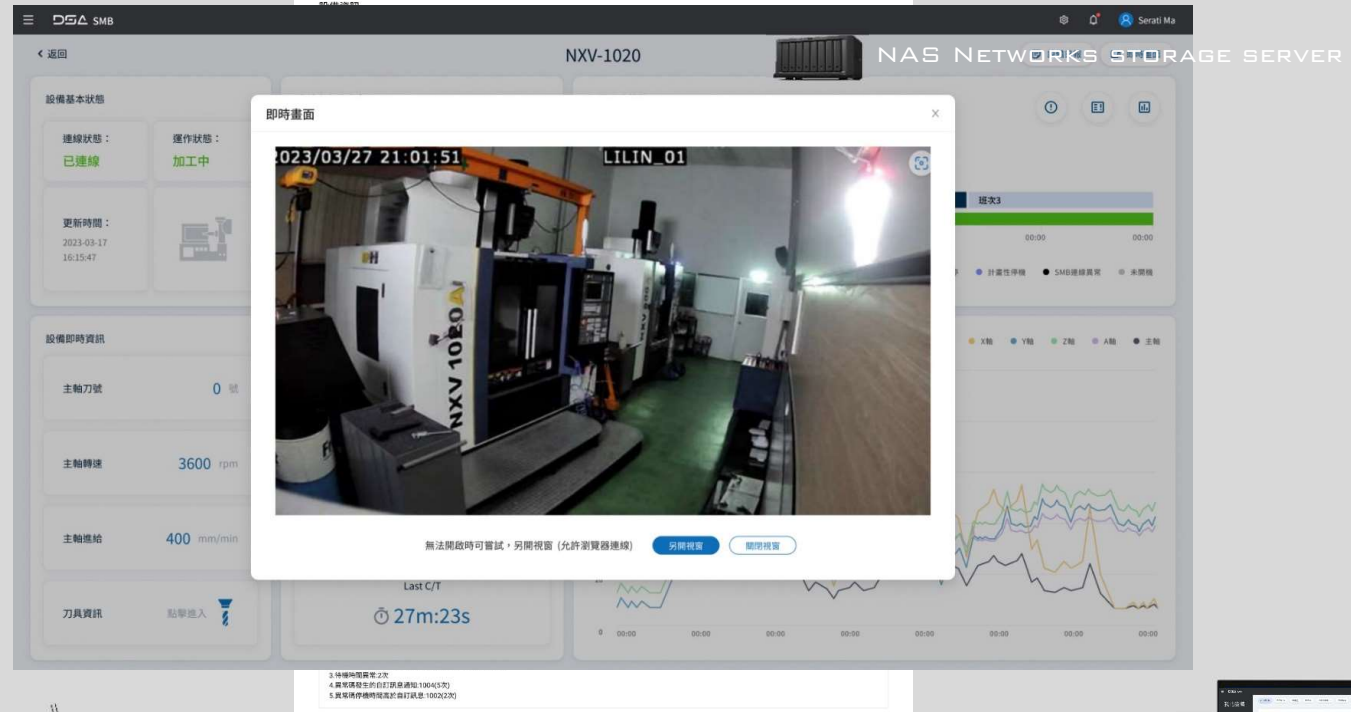 DSA SMB
Serati Ma
返回
NXV-1020
NAS NETWORKS STORAGE SERVER
設備基本狀態
即時畫面
連線狀態：
運作狀態：
已連線
加工中
2023/03/27 21:01:51
LILIN_01
NXV 1020A
班次3
更新時間：
2023-03-17
16:15:47
00:00
00:00
計畫性停機
SMB連線異常
未開機
設備即時資訊
X軸
Y軸
Z軸
A軸
主軸
主軸刀號
0 號
主軸轉速
3600 rpm
主軸進給
400 mm/min
無法開啟時可嘗試，另開視窗 (允許瀏覽器連線)
另開視窗
關閉視窗
刀具資訊
點擊進入
Last C/T
27m:23s
0
00:00
00:00
00:00
00:00
00:00
00:00
00:00
00:00
3.待機時間異常:2次
4.異常碼發生的自訂訊息通知:1004(5次)
5.異常碼停機時間高於自訂訊息:1002(2次)